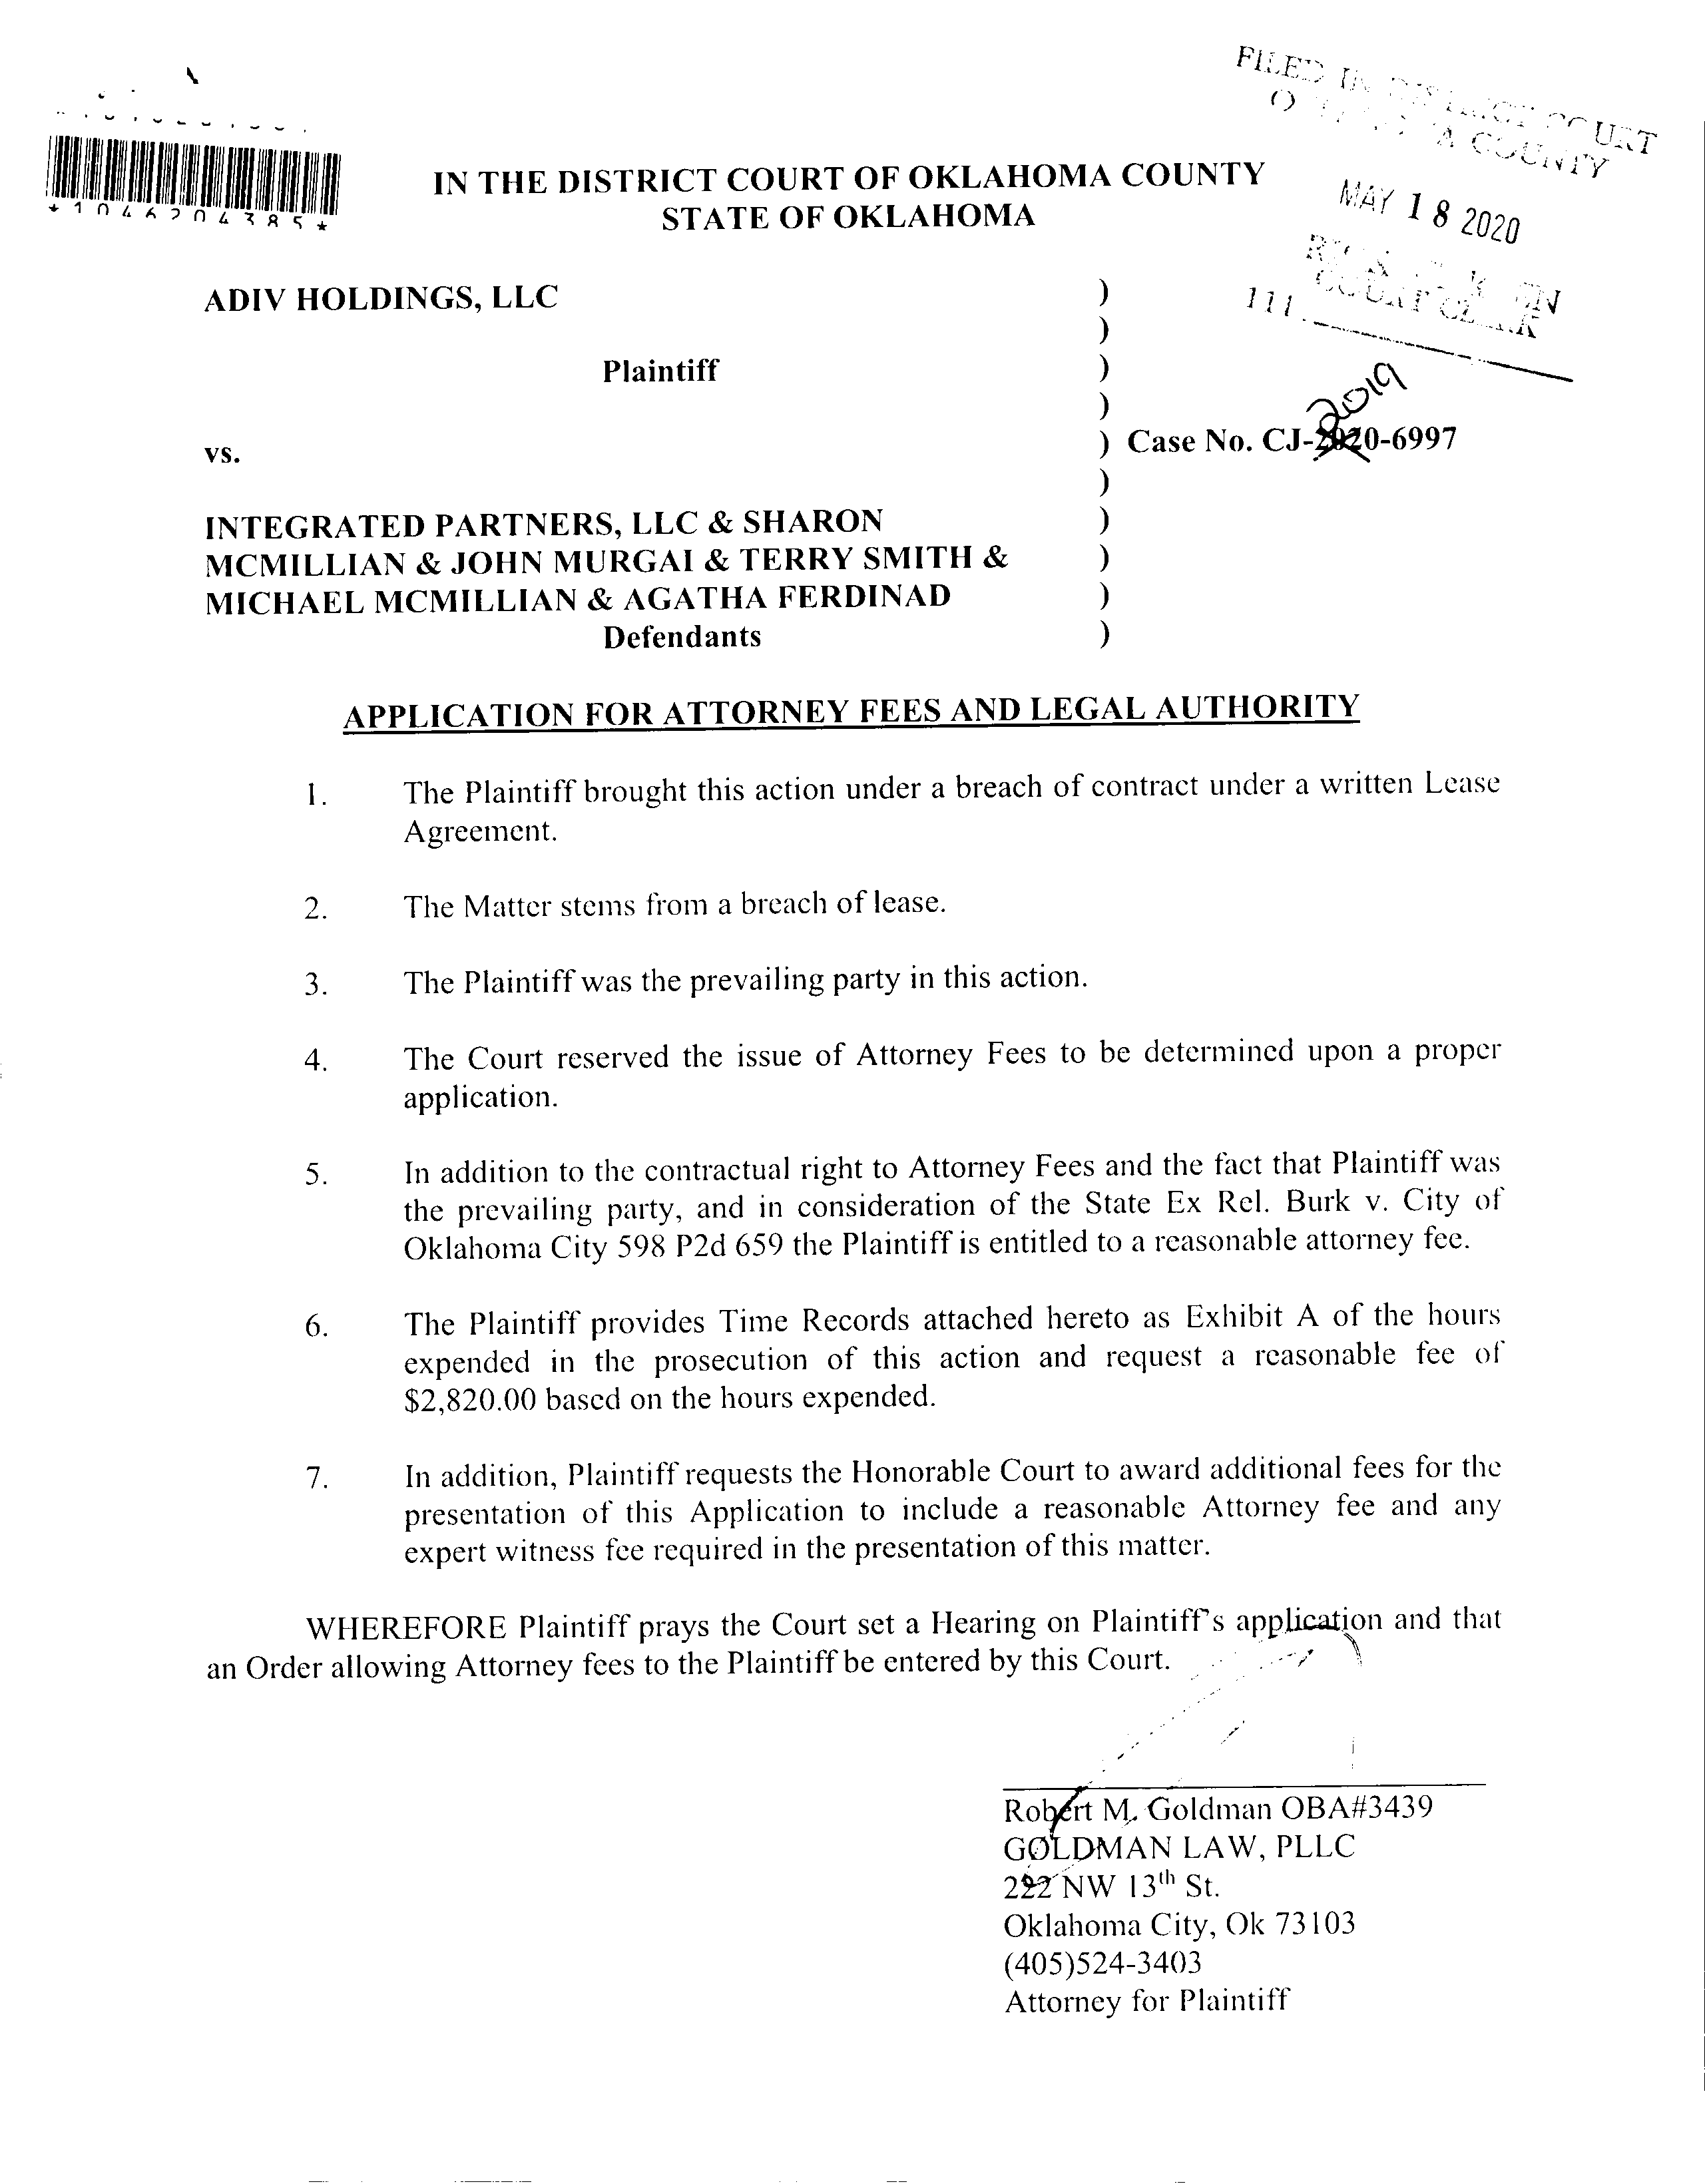 FILED IN DISTRICT COURT
COUNTY
MAY 18 2020
COURT CLERK
111
*1046204385*
IN THE DISTRICT COURT OF OKLAHOMA COUNTY
STATE OF OKLAHOMA
ADIV HOLDINGS, LLC )
)
Plaintiff )
)
2019
vs. ) Case No. CJ-2020-6997
)
INTEGRATED PARTNERS, LLC & SHARON )
MCMILLIAN & JOHN MURGAI & TERRY SMITH & )
MICHAEL MCMILLIAN & AGATHA FERDINAD )
Defendants )
APPLICATION FOR ATTORNEY FEES AND LEGAL AUTHORITY
1. The Plaintiff brought this action under a breach of contract under a written Lease
Agreement.
2. The Matter stems from a breach of lease.
3. The Plaintiff was the prevailing party in this action.
4. The Court reserved the issue of Attorney Fees to be determined upon a proper
application.
5. In addition to the contractual right to Attorney Fees and the fact that Plaintiff was
the prevailing party, and in consideration of the State Ex Rel. Burk v. City of
Oklahoma City 598 P2d 659 the Plaintiff is entitled to a reasonable attorney fee.
6. The Plaintiff provides Time Records attached hereto as Exhibit A of the hours
expended in the prosecution of this action and request a reasonable fee of
$2,820.00 based on the hours expended.
7. In addition, Plaintiff requests the Honorable Court to award additional fees for the
presentation of this Application to include a reasonable Attorney fee and any
expert witness fee required in the presentation of this matter.
WHEREFORE Plaintiff prays the Court set a Hearing on Plaintiff's application and that
an Order allowing Attorney fees to the Plaintiff be entered by this Court.
Robert M. Goldman OBA#3439
GOLDMAN LAW, PLLC
222 NW 13th St.
Oklahoma City, Ok 73103
(405)524-3403
Attorney for Plaintiff